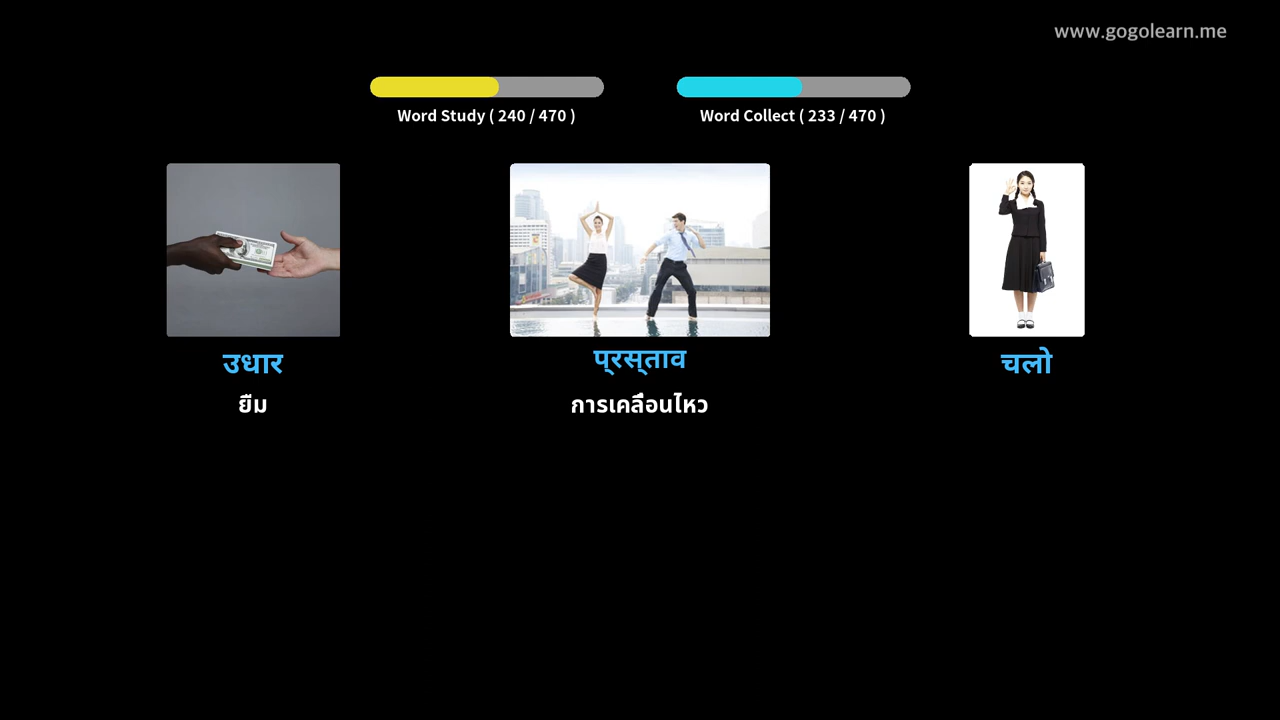 www.gogolearn.me
Word Study ( 240 / 470 )
Word Collect ( 233 / 470 )
उधार
प्रस्ताव
चलो
ยืม
การเคลื่อนไหว